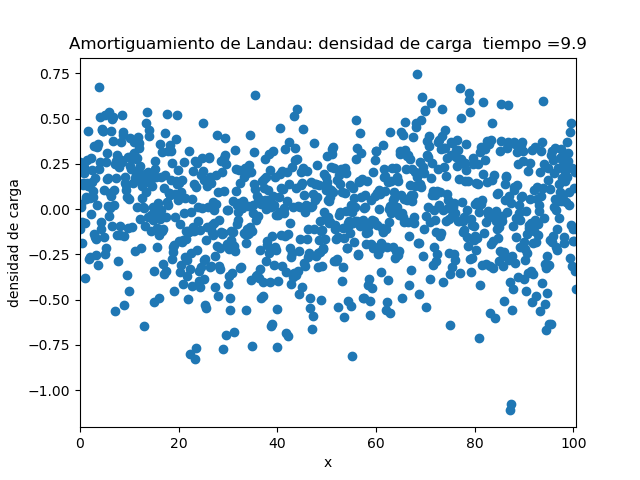 Amortiguamiento de Landau: densidad de carga  tiempo =9.9
densidad de carga
0.75
0.50
0.25
0.00
−0.25
−0.50
−0.75
−1.00
0 20 40 60 80 100
x